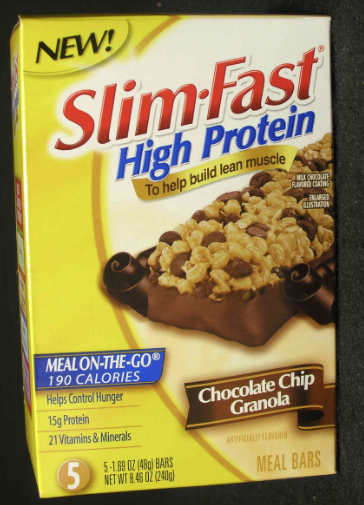 NEW!
Slim·Fast®
High Protein
To help build lean muscle
MILK CHOCOLATE
FLAVORED COATING
ENLARGED
ILLUSTRATION
MEAL ON-THE-GO®
190 CALORIES
Helps Control Hunger
15g Protein
21 Vitamins & Minerals
Chocolate Chip
Granola
ARTIFICIALLY FLAVORED
5
5 -1.69 OZ (48g) BARS
NET WT 8.46 OZ (240g)
MEAL BARS